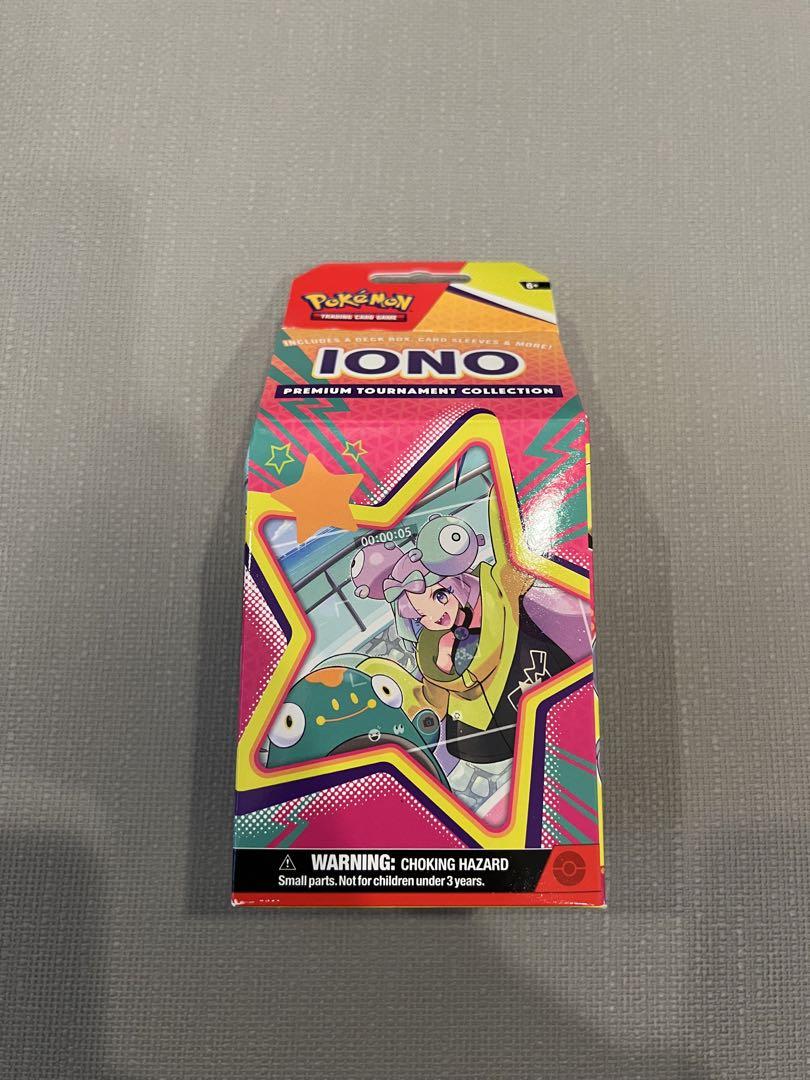 6+
POKéMON
TRADING CARD GAME
INCLUDES A DECK BOX, CARD SLEEVES & MORE!
IONO
PREMIUM TOURNAMENT COLLECTION
00:00:05
WARNING: CHOKING HAZARD
Small parts. Not for children under 3 years.